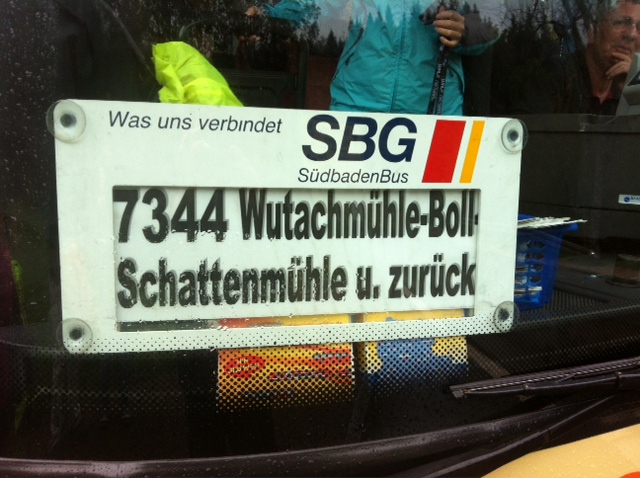 Was uns verbindet SBG
SüdbadenBus
7344 Wutachmühle-Boll-
Schattenmühle u. zurück